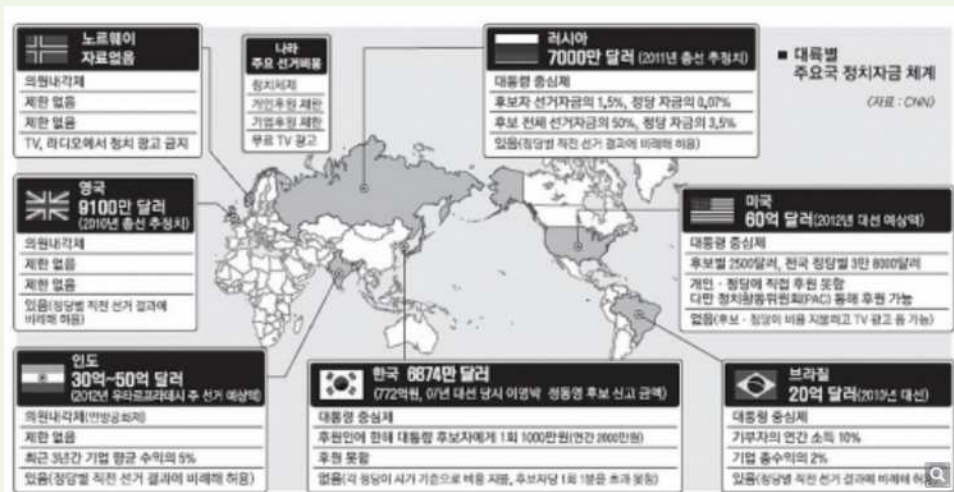 노르웨이
자료없음
의원내각제
제한 없음
제한 없음
TV, 라디오에서 정치 광고 금지
나라
주요 선거비용
정치체제
개인후원 제한
기업후원 제한
무료 TV 광고
러시아
7000만 달러 (2011년 총선 추정치)
대통령 중심제
후보자 선거자금의 1.5%, 정당 자금의 0.07%
후보 전체 선거자금의 50%, 정당 자금의 3.5%
있음(정당별 직전 선거 결과에 비례해 허용)
■ 대륙별
주요국 정치자금 체계
(자료 : CNN)
영국
9100만 달러
(2010년 총선 추정치)
의원내각제
제한 없음
제한 없음
있음(정당별 직전 선거 결과에
비례해 허용)
미국
60억 달러(2012년 대선 예상액)
대통령 중심제
후보별 2500달러, 전국 정당별 3만 8000달러
개인·정당에 직접 후원 못함
다만 정치활동위원회(PAC) 통해 후원 가능
없음(후보·정당이 비용 지불하고 TV 광고 등 가능)
인도
30억~50억 달러
(2012년 우타르프라데시 주 선거 예상액)
의원내각제(연방공화제)
제한 없음
최근 3년간 기업 평균 수익의 5%
있음(정당별 직전 선거 결과에 비례해 허용)
한국 6874만 달러
(772억원, 07년 대선 당시 이명박 정동영 후보 신고 금액)
대통령 중심제
후원인에 한해 대통령 후보자에게 1회 1000만원(연간 2000만원)
후원 못함
없음(각 정당이 시가 기준으로 비용 지불, 후보자당 1회 1분을 초과 못함)
브라질
20억 달러(2010년 대선)
대통령 중심제
기부자의 연간 소득 10%
기업 총수익의 2%
있음(정당별 직전 선거 결과에 비례해